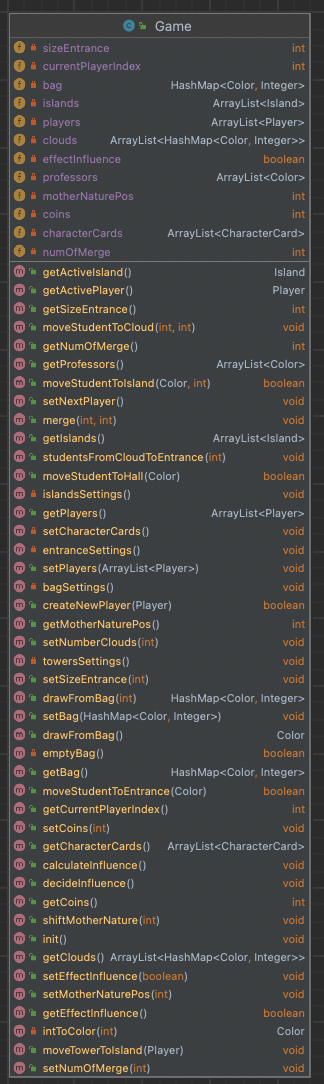 Game
sizeEntrance int
currentPlayerIndex int
bag HashMap<Color, Integer>
islands ArrayList<Island>
players ArrayList<Player>
clouds ArrayList<HashMap<Color, Integer>>
effectInfluence boolean
professors ArrayList<Color>
motherNaturePos int
coins int
characterCards ArrayList<CharacterCard>
numOfMerge int
getActiveIsland() Island
getActivePlayer() Player
getSizeEntrance() int
moveStudentToCloud(int, int) void
getNumOfMerge() int
getProfessors() ArrayList<Color>
moveStudentToIsland(Color, int) boolean
setNextPlayer() void
merge(int, int) void
getIslands() ArrayList<Island>
studentsFromCloudToEntrance(int) void
moveStudentToHall(Color) boolean
islandsSettings() void
getPlayers() ArrayList<Player>
setCharacterCards() void
entranceSettings() void
setPlayers(ArrayList<Player>) void
bagSettings() void
createNewPlayer(Player) boolean
getMotherNaturePos() int
setNumberClouds(int) void
towersSettings() void
setSizeEntrance(int) void
drawFromBag(int) HashMap<Color, Integer>
setBag(HashMap<Color, Integer>) void
drawFromBag() Color
emptyBag() boolean
getBag() HashMap<Color, Integer>
moveStudentToEntrance(Color) boolean
getCurrentPlayerIndex() int
setCoins(int) void
getCharacterCards() ArrayList<CharacterCard>
calculateInfluence() void
decideInfluence() void
getCoins() int
shiftMotherNature(int) void
init() void
getClouds() ArrayList<HashMap<Color, Integer>>
setEffectInfluence(boolean) void
setMotherNaturePos(int) void
getEffectInfluence() boolean
intToColor(int) Color
moveTowerToIsland(Player) void
setNumOfMerge(int) void